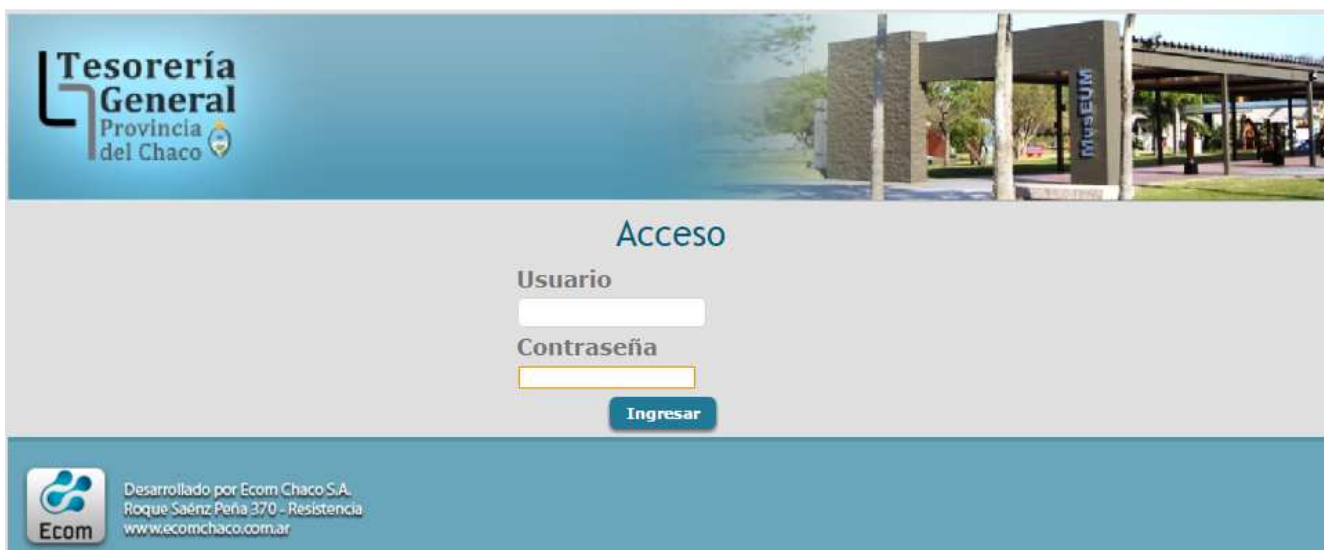 Tesorería
General
Provincia
del Chaco
MusEUM
Acceso
Usuario
Contraseña
Ingresar
Ecom
Desarrollado por Ecom Chaco S.A.
Roque Saénz Peña 370 - Resistencia
www.ecomchaco.com.ar